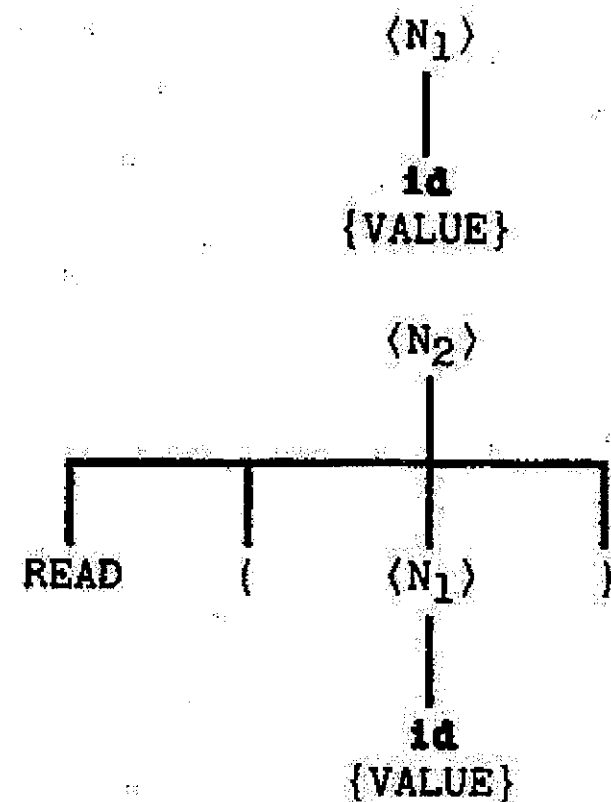 ⟨N₁⟩
id
{VALUE}
⟨N₂⟩
READ ( ⟨N₁⟩ )
id
{VALUE}